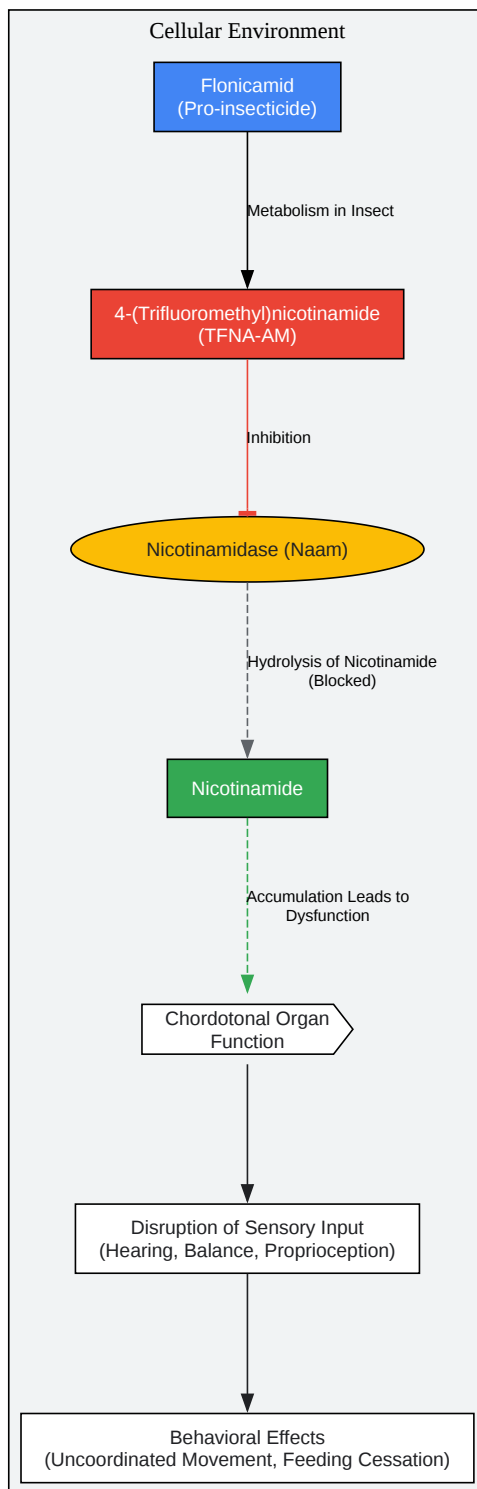 Cellular Environment
Flonicamid
(Pro-insecticide)
Metabolism in Insect
4-(Trifluoromethyl)nicotinamide
(TFNA-AM)
Inhibition
Nicotinamidase (Naam)
Hydrolysis of Nicotinamide
(Blocked)
Nicotinamide
Accumulation Leads to
Dysfunction
Chordotonal Organ
Function
Disruption of Sensory Input
(Hearing, Balance, Proprioception)
Behavioral Effects
(Uncoordinated Movement, Feeding Cessation)